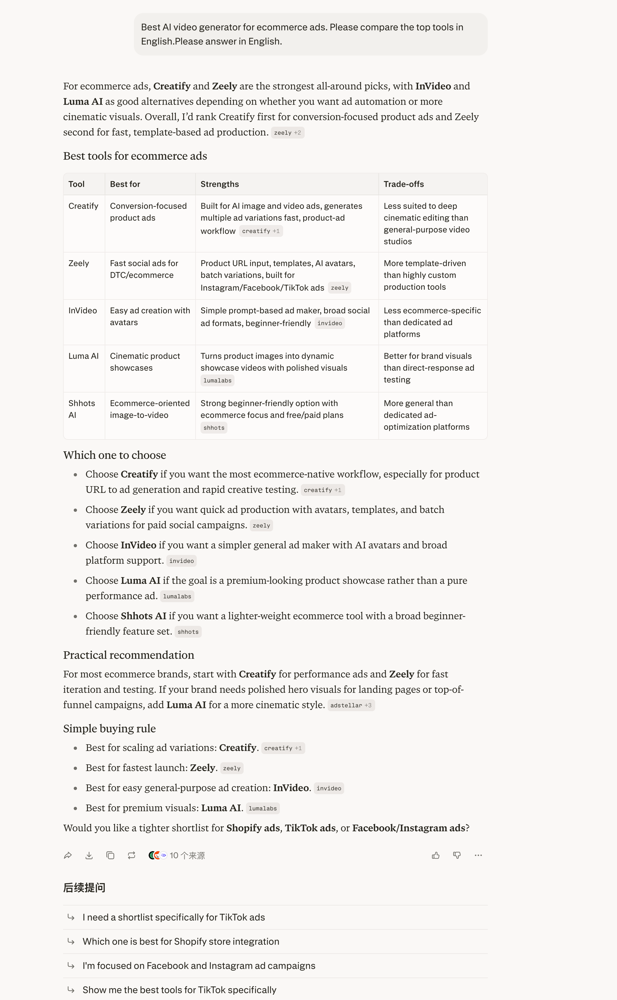 Best AI video generator for ecommerce ads. Please compare the top tools in
English.Please answer in English.
For ecommerce ads, Creatify and Zeely are the strongest all-around picks, with InVideo and
Luma AI as good alternatives depending on whether you want ad automation or more
cinematic visuals. Overall, I’d rank Creatify first for conversion-focused product ads and Zeely
second for fast, template-based ad production. zeely +2
Best tools for ecommerce ads
Tool Best for Strengths Trade-offs
Creatify
Conversion-focused
product ads
Built for AI image and video ads, generates
multiple ad variations fast, product-ad
workflow creatify +1
Less suited to deep
cinematic editing than
general-purpose video
studios
Zeely
Fast social ads for
DTC/ecommerce
Product URL input, templates, AI avatars,
batch variations, built for
Instagram/Facebook/TikTok ads zeely
More template-driven
than highly custom
production tools
InVideo
Easy ad creation with
avatars
Simple prompt-based ad maker, broad social
ad formats, beginner-friendly invideo
Less ecommerce-specific
than dedicated ad
platforms
Luma AI
Cinematic product
showcases
Turns product images into dynamic
showcase videos with polished visuals
lumalabs
Better for brand visuals
than direct-response ad
testing
Shhots
AI
Ecommerce-oriented
image-to-video
Strong beginner-friendly option with
ecommerce focus and free/paid plans
shhots
More general than
dedicated ad-
optimization platforms
Which one to choose
• Choose Creatify if you want the most ecommerce-native workflow, especially for product
URL to ad generation and rapid creative testing. creatify +1
• Choose Zeely if you want quick ad production with avatars, templates, and batch
variations for paid social campaigns. zeely
• Choose InVideo if you want a simpler general ad maker with AI avatars and broad
platform support. invideo
• Choose Luma AI if the goal is a premium-looking product showcase rather than a pure
performance ad. lumalabs
• Choose Shhots AI if you want a lighter-weight ecommerce tool with a broad beginner-
friendly feature set. shhots
Practical recommendation
For most ecommerce brands, start with Creatify for performance ads and Zeely for fast
iteration and testing. If your brand needs polished hero visuals for landing pages or top-of-
funnel campaigns, add Luma AI for a more cinematic style. adstellar +3
Simple buying rule
• Best for scaling ad variations: Creatify. creatify +1
• Best for fastest launch: Zeely. zeely
• Best for easy general-purpose ad creation: InVideo. invideo
• Best for premium visuals: Luma AI. lumalabs
Would you like a tighter shortlist for Shopify ads, TikTok ads, or Facebook/Instagram ads?
10 个来源
后续提问
I need a shortlist specifically for TikTok ads
Which one is best for Shopify store integration
I'm focused on Facebook and Instagram ad campaigns
Show me the best tools for TikTok specifically